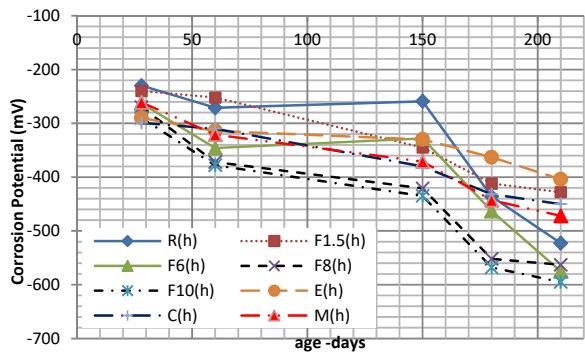 -100
-200
-300
-400
-500
-600
-700
Corrosion Potential (mV)
0
50
100
150
200
age -days
R(h)
F1.5(h)
F6(h)
F8(h)
F10(h)
E(h)
C(h)
M(h)